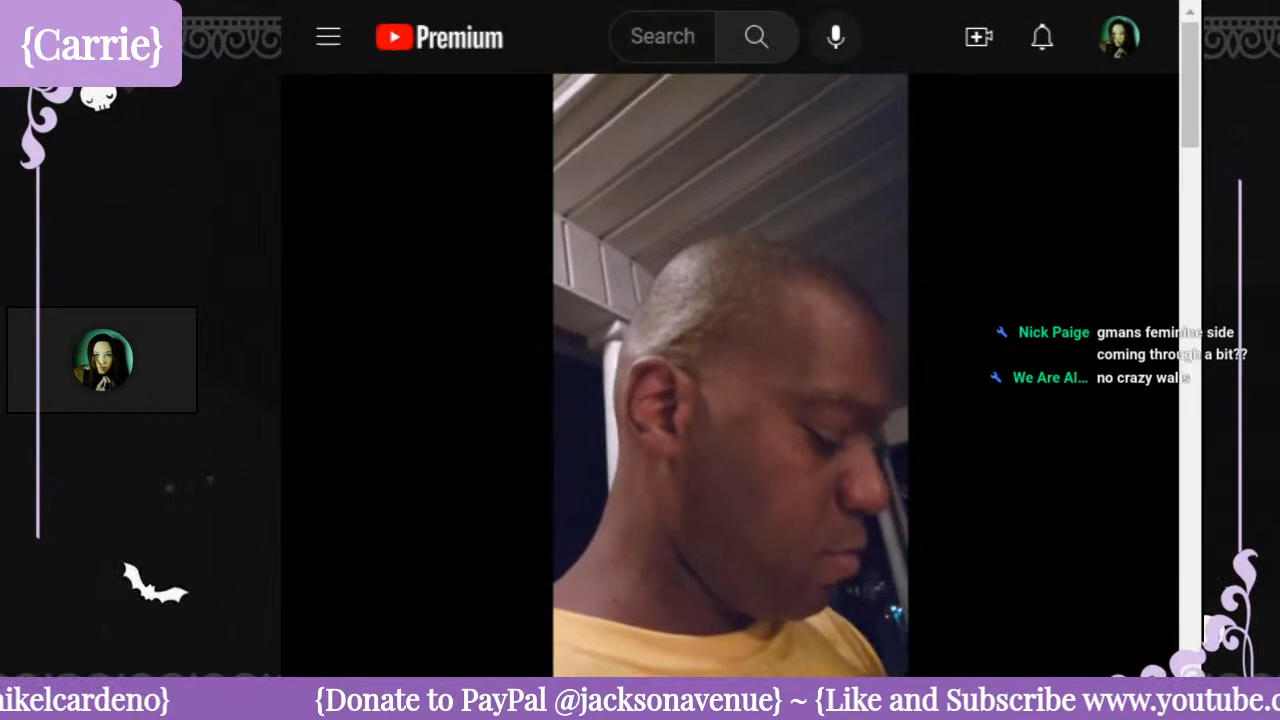 {Carrie}
Premium
Search
Nick Paige gmans feminine side
coming through a bit??
We Are Al... no crazy walls
nikelcardeno} {Donate to PayPal @jacksonavenue} ~ {Like and Subscribe www.youtube.c